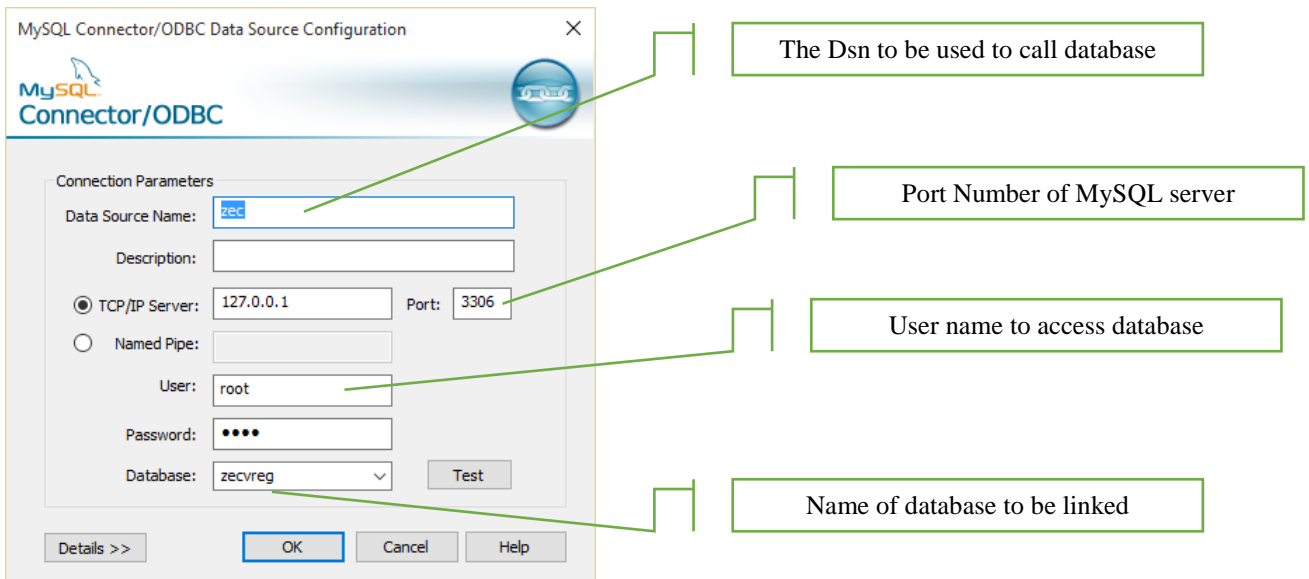 MySQL Connector/ODBC Data Source Configuration
The Dsn to be used to call database
MySQL
Connector/ODBC
Connection Parameters
Data Source Name: zec
Port Number of MySQL server
Description:
TCP/IP Server: 127.0.0.1 Port: 3306
Named Pipe:
User name to access database
User: root
Password: ••••
Database: zecvreg Test
Name of database to be linked
Details >> OK Cancel Help